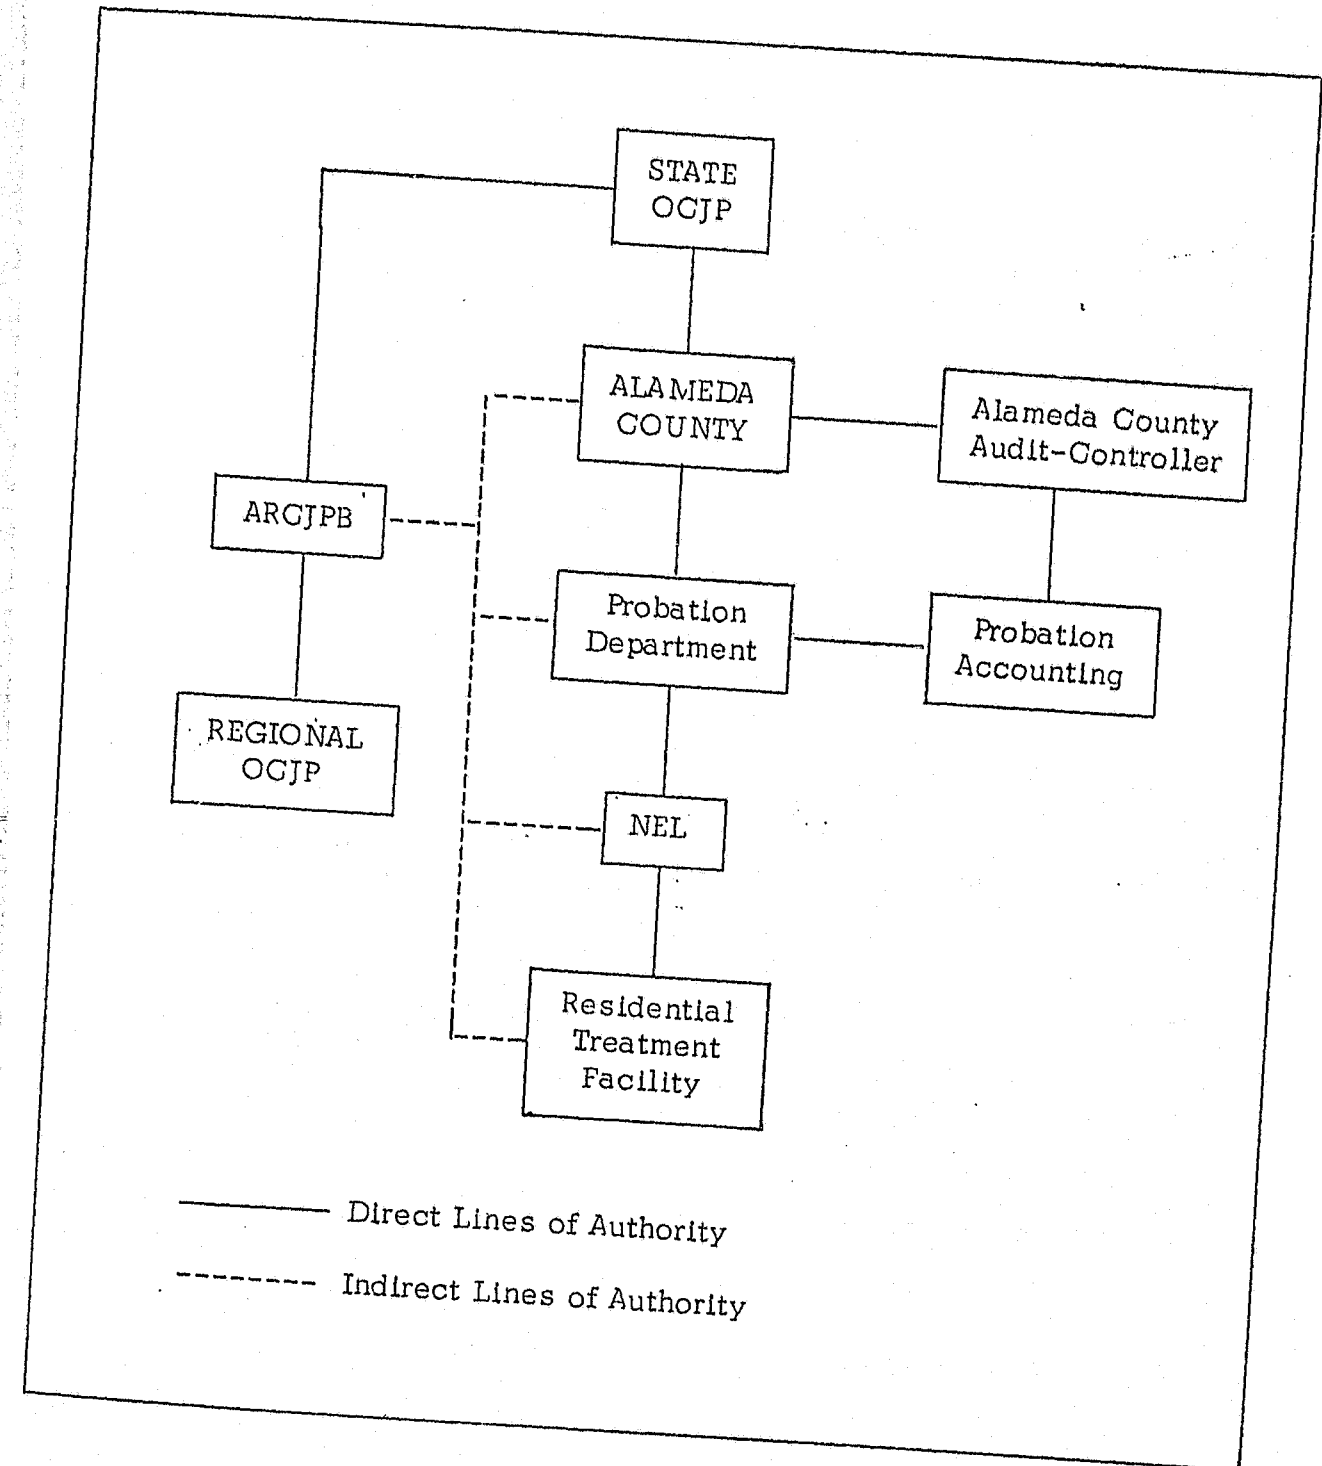 STATE
OCJP
ALAMEDA
COUNTY
Alameda County
Audit-Controller
ARCJPB
Probation
Department
Probation
Accounting
REGIONAL
OCJP
NEL
Residential
Treatment
Facility
Direct Lines of Authority
Indirect Lines of Authority